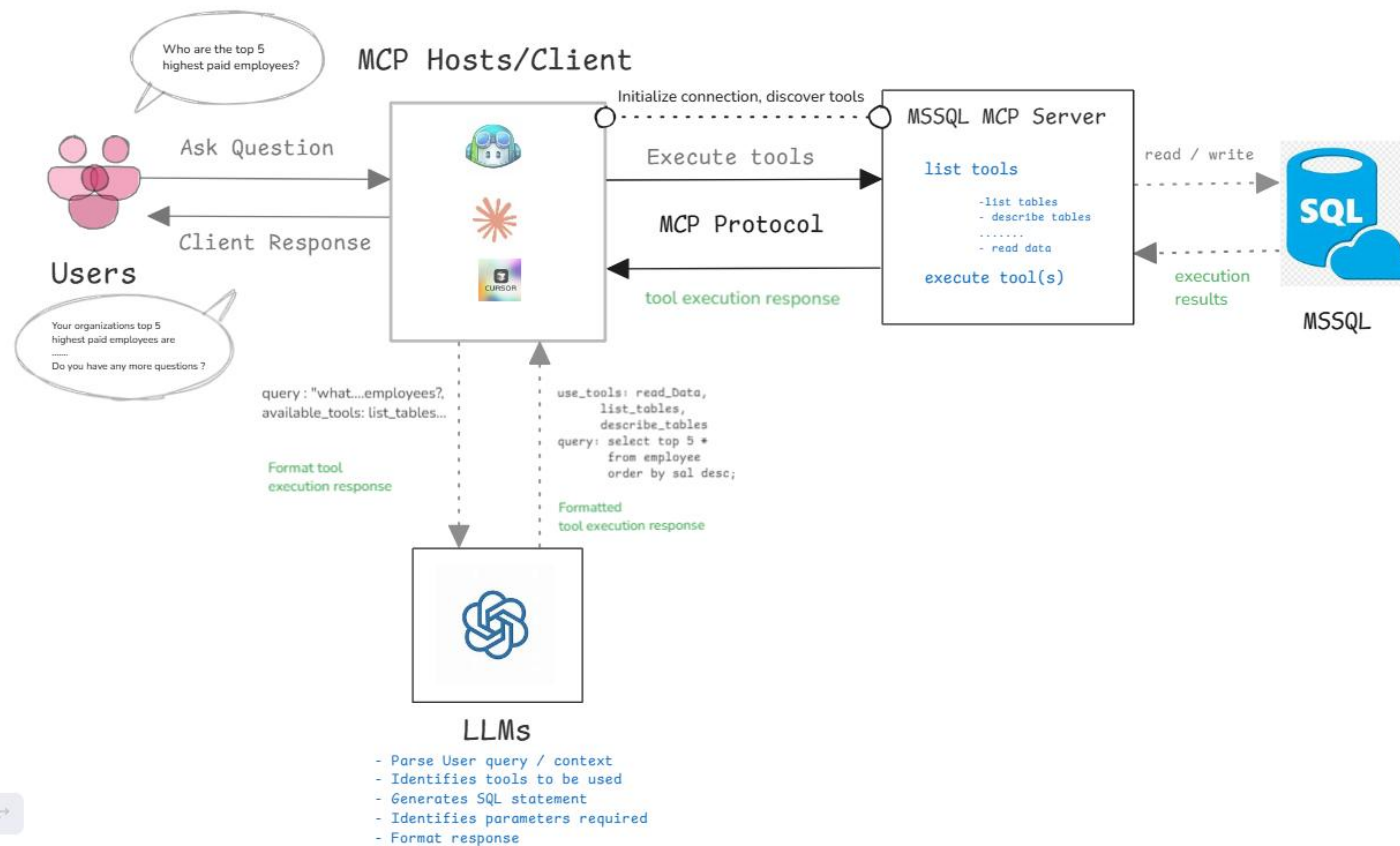 Who are the top 5
highest paid employees?
MCP Hosts/Client
Initialize connection, discover tools
MSSQL MCP Server
Ask Question
Execute tools
read / write
list tools
-list tables
- describe tables
.......
- read data
SQL
MCP Protocol
Client Response
Users
CURSOR
tool execution response
execute tool(s)
execution
results
MSSQL
Your organizations top 5
highest paid employees are
......
Do you have any more questions ?
query : "what....employees?,
available_tools: list_tables...
use_tools: read_Data,
list_tables,
describe_tables
query: select top 5 *
from employee
order by sal desc;
Format tool
execution response
Formatted
tool execution response
LLMs
- Parse User query / context
- Identifies tools to be used
- Generates SQL statement
- Identifies parameters required
- Format response